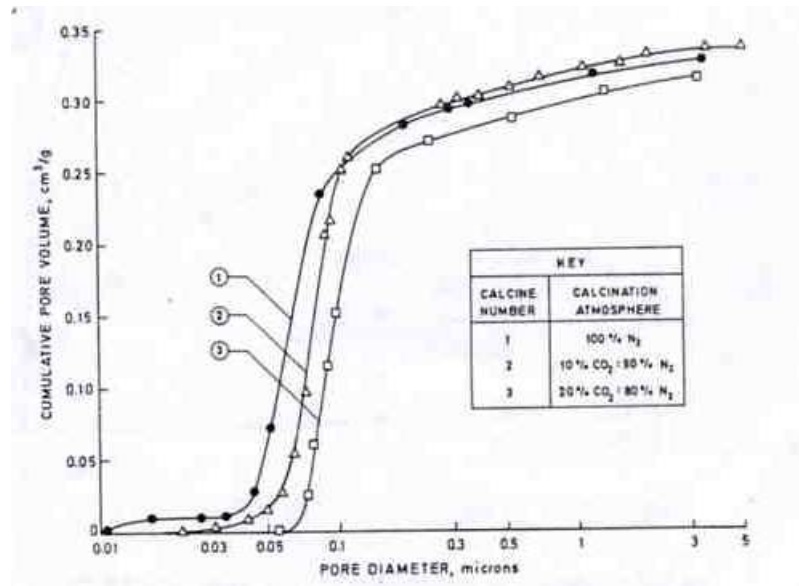 CUMULATIVE PORE VOLUME, cm³/g
0.35
0.30
0.25
0.20
0.15
0.10
0.05
0
1
2
3
KEY
CALCINE NUMBER CALCINATION ATMOSPHERE
1 100 % N₂
2 10% CO₂ : 90% N₂
3 20% CO₂ : 80% N₂
0.01 0.03 0.05 0.1 0.3 0.5 1 3 5
PORE DIAMETER, microns